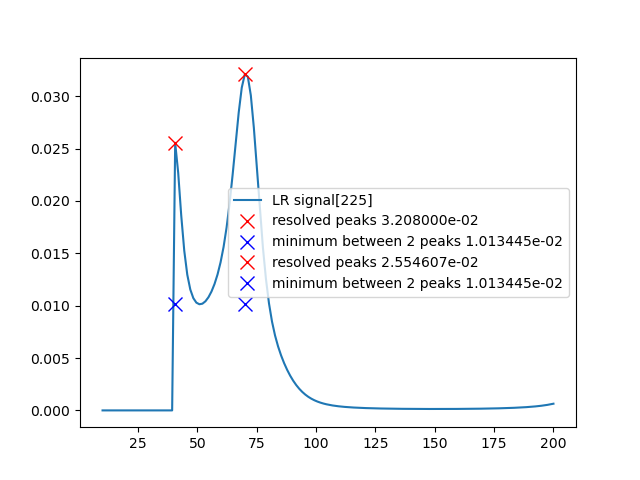 0.030
0.025
0.020
0.015
0.010
0.005
0.000
LR signal[225]
resolved peaks 3.208000e-02
minimum between 2 peaks 1.013445e-02
resolved peaks 2.554607e-02
minimum between 2 peaks 1.013445e-02
25 50 75 100 125 150 175 200